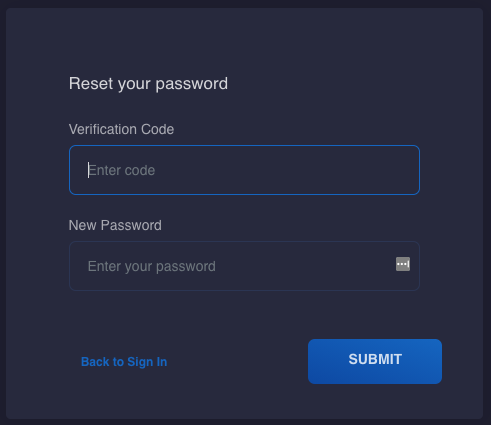 Reset your password
Verification Code
Enter code
New Password
Enter your password
Back to Sign In
SUBMIT